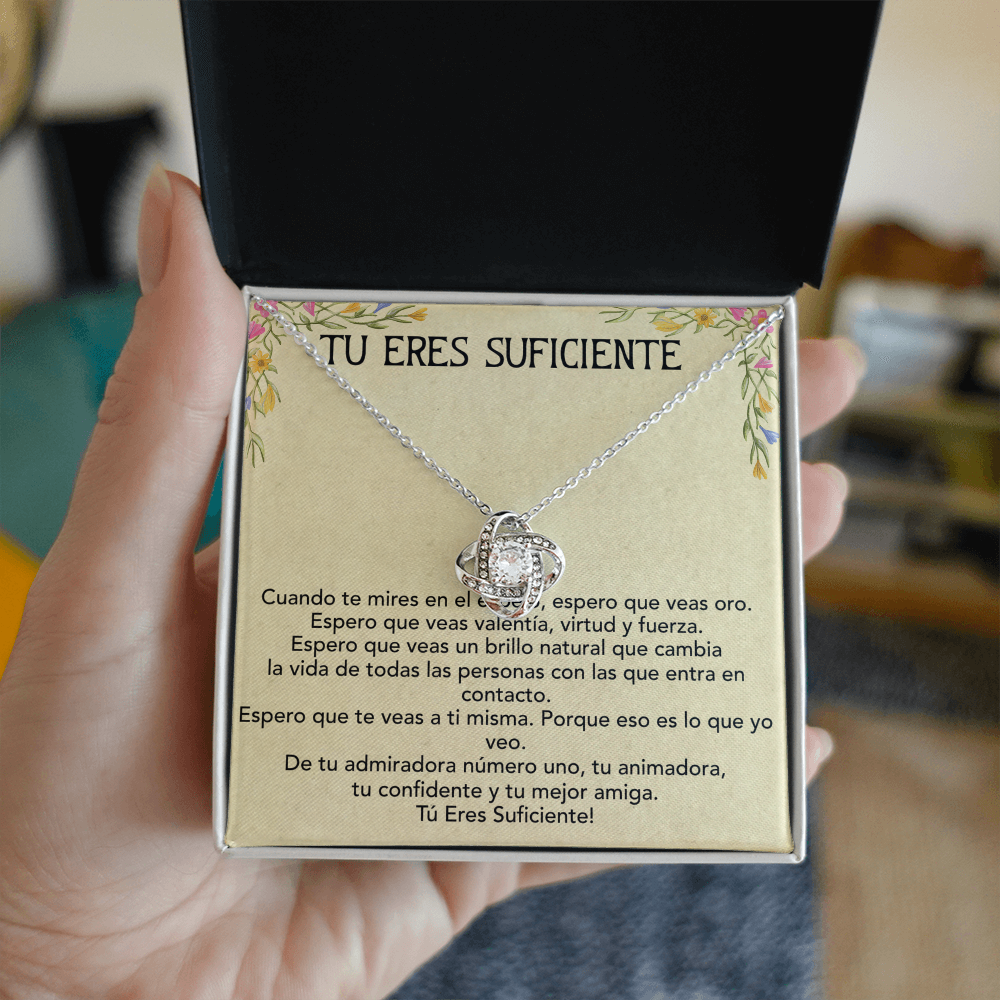 TU ERES SUFICIENTE
Cuando te mires en el espejo, espero que veas oro.
Espero que veas valentía, virtud y fuerza.
Espero que veas un brillo natural que cambia
la vida de todas las personas con las que entra en
contacto.
Espero que te veas a ti misma. Porque eso es lo que yo
veo.
De tu admiradora número uno, tu animadora,
tu confidente y tu mejor amiga.
Tú Eres Suficiente!